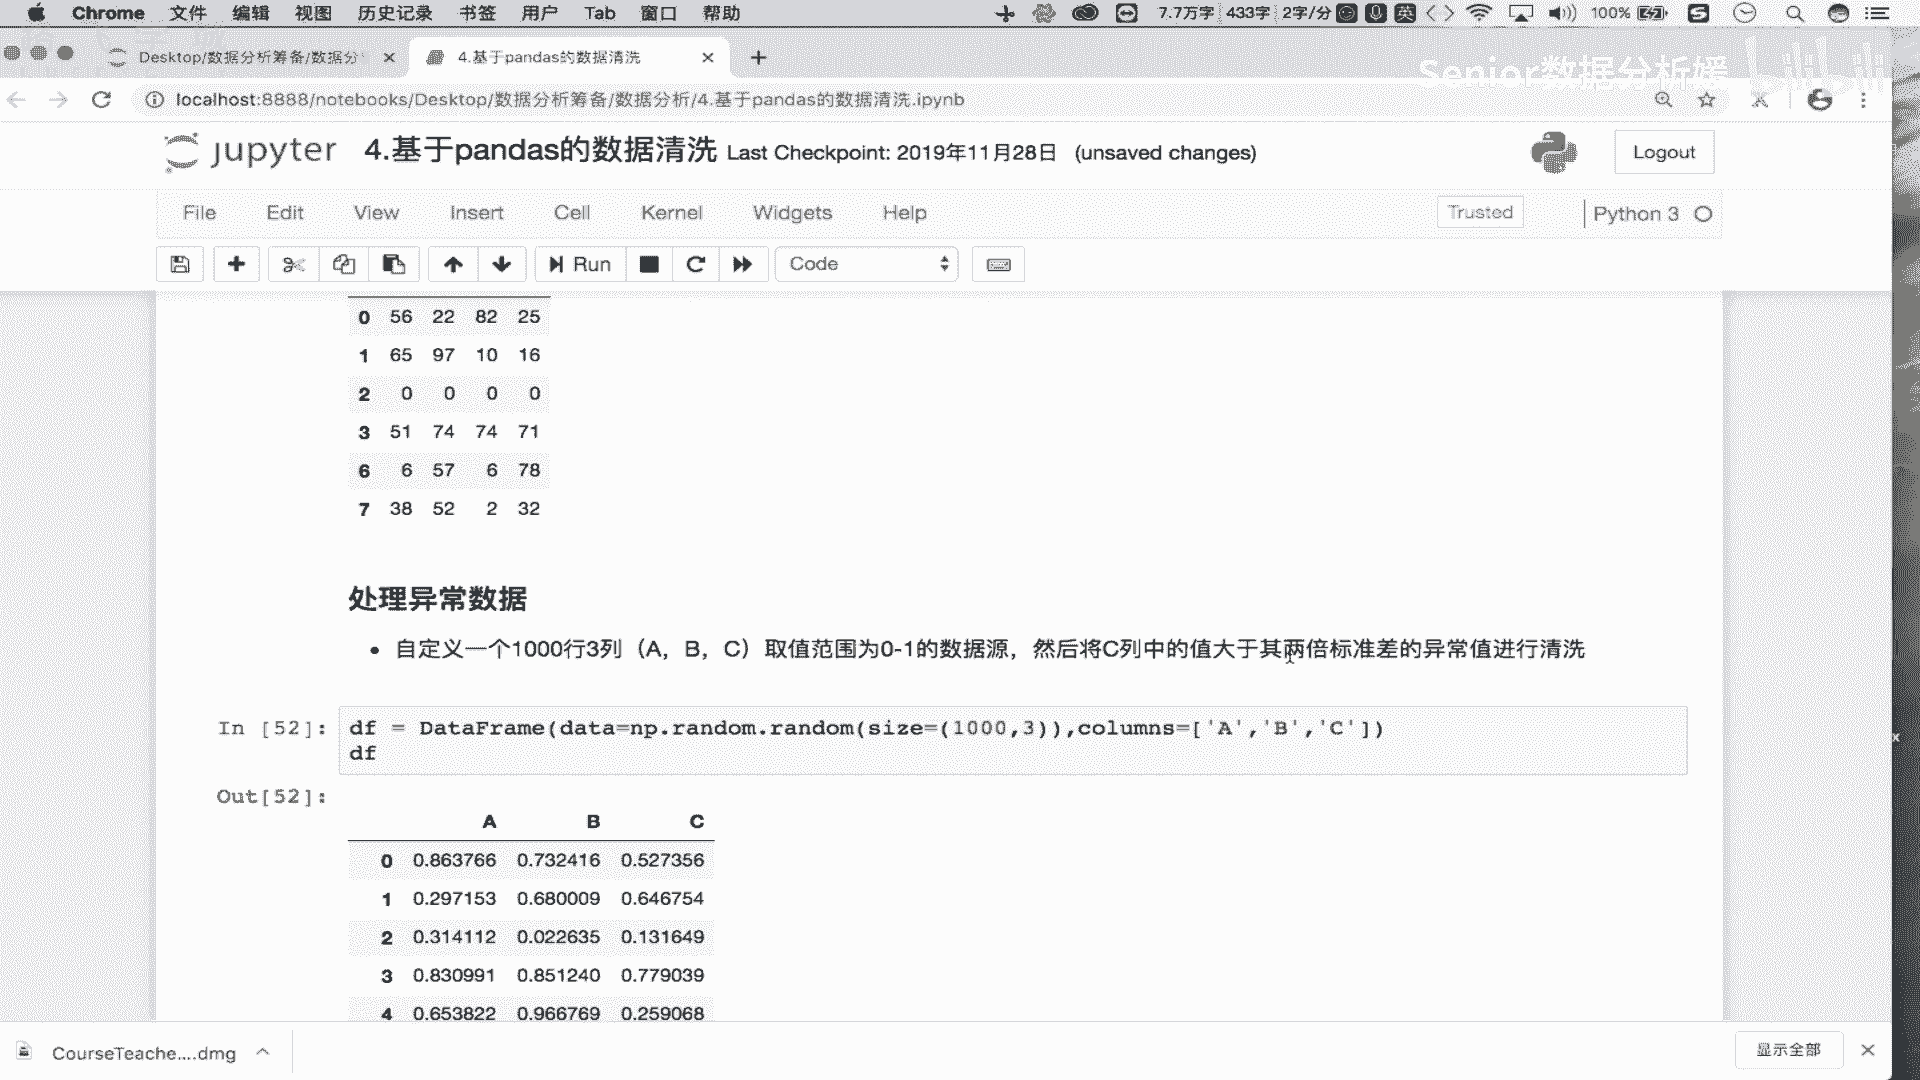 Chrome 文件 编辑 视图 历史记录 书签 用户 Tab 窗口 帮助 7.7万字 433字 2字/分 英 100%
Desktop/数据分析筹备/数据分 4.基于pandas的数据清洗
Senior数据分析媛 bilibili
localhost:8888/notebooks/Desktop/数据分析筹备/数据分析/4.基于pandas的数据清洗.ipynb
jupyter 4.基于pandas的数据清洗 Last Checkpoint: 2019年11月28日 (unsaved changes) Logout
File Edit View Insert Cell Kernel Widgets Help Trusted Python 3
Run Code
0 56 22 82 25
1 65 97 10 16
2 0 0 0 0
3 51 74 74 71
6 6 57 6 78
7 38 52 2 32
处理异常数据
• 自定义一个1000行3列（A，B，C）取值范围为0-1的数据源，然后将C列中的值大于其两倍标准差的异常值进行清洗
In [52]: df = DataFrame(data=np.random.random(size=(1000,3)),columns=['A','B','C'])
df
Out[52]:
A B C
0 0.863766 0.732416 0.527356
1 0.297153 0.680009 0.646754
2 0.314112 0.022635 0.131649
3 0.830991 0.851240 0.779039
4 0.653822 0.966769 0.259068
CourseTeache....dmg 显示全部